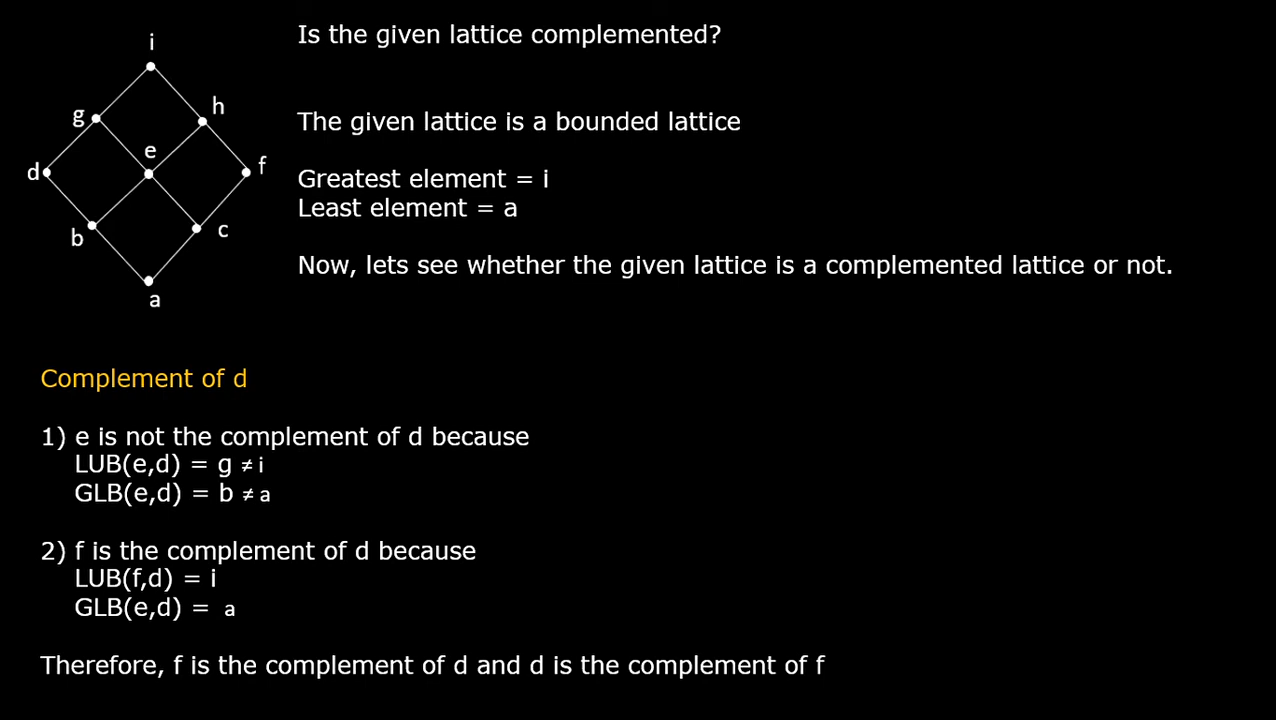 i
g
h
e
d
f
b
c
a
Is the given lattice complemented?
The given lattice is a bounded lattice
Greatest element = i
Least element = a
Now, lets see whether the given lattice is a complemented lattice or not.
Complement of d
1) e is not the complement of d because
LUB(e,d) = g ≠ i
GLB(e,d) = b ≠ a
2) f is the complement of d because
LUB(f,d) = i
GLB(e,d) = a
Therefore, f is the complement of d and d is the complement of f